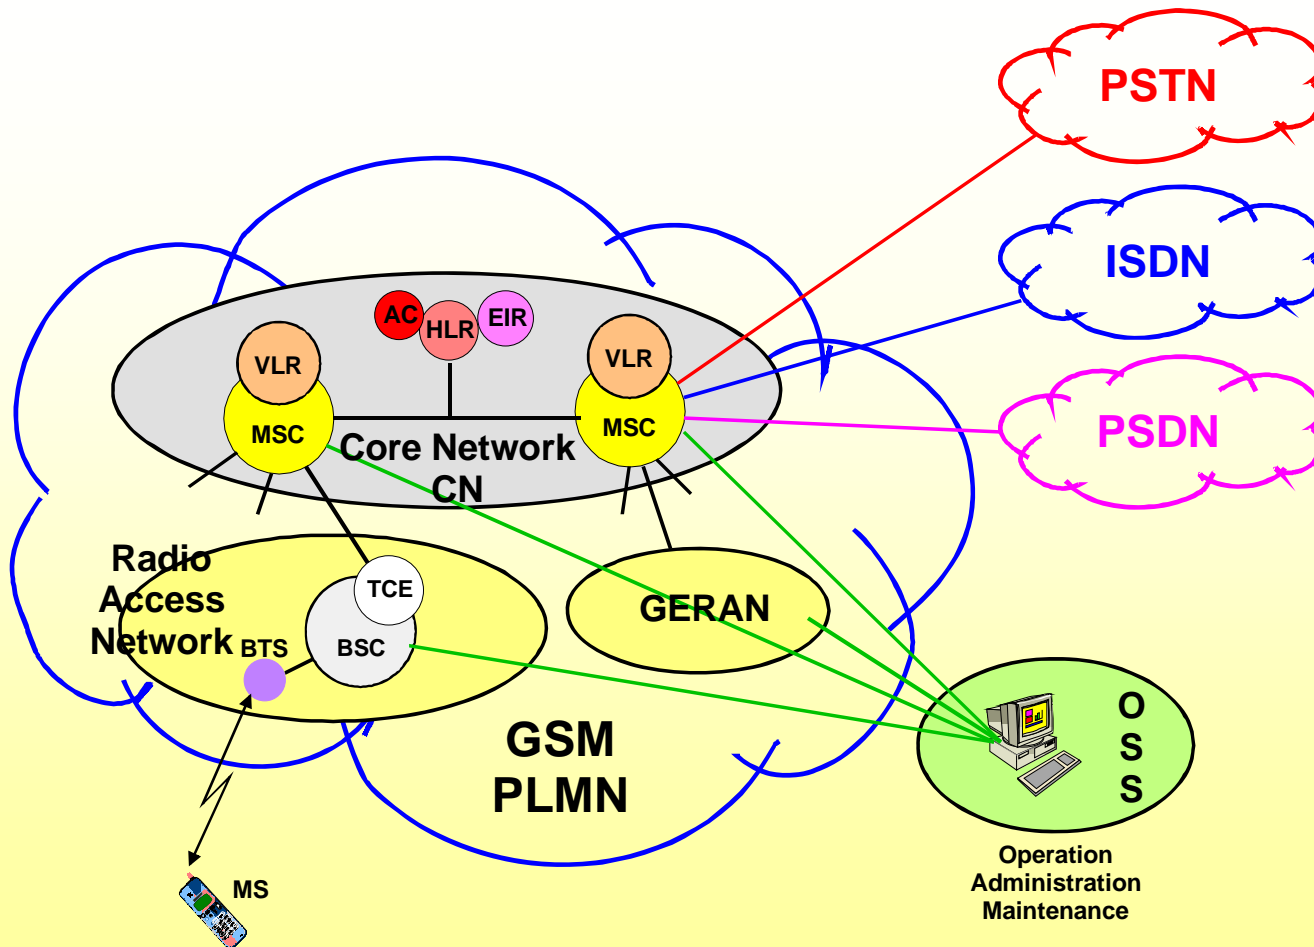 PSTN
ISDN
PSDN
AC
HLR
EIR
VLR
VLR
MSC
MSC
Core Network
CN
Radio
Access
Network
TCE
BSC
BTS
GERAN
GSM
PLMN
O
S
S
Operation
Administration
Maintenance
MS